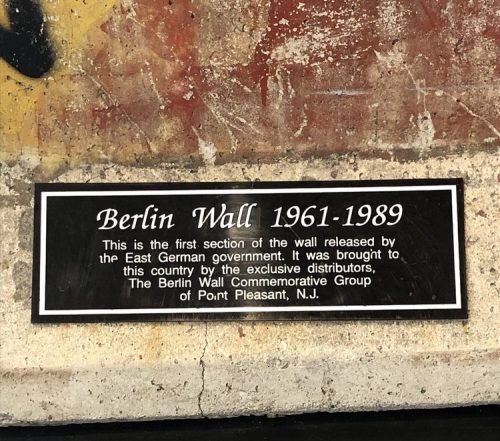 Berlin Wall 1961-1989
This is the first section of the wall released by
the East German government. It was brought to
this country by the exclusive distributors,
The Berlin Wall Commemorative Group
of Point Pleasant, N.J.